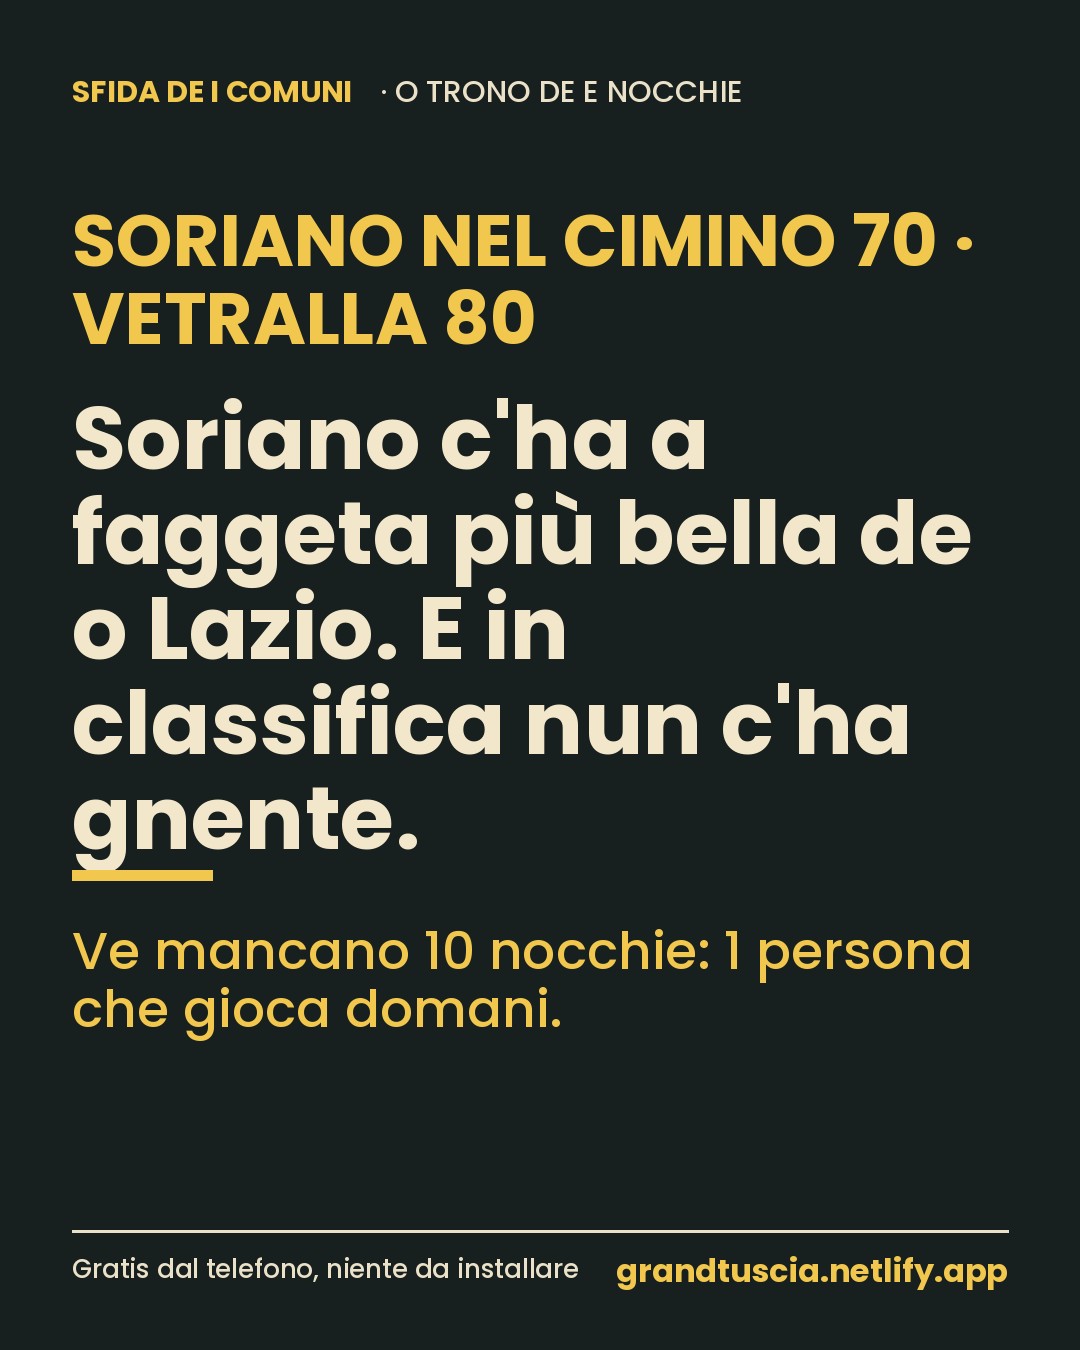 SFIDA DE I COMUNI · O TRONO DE E NOCCHIE
SORIANO NEL CIMINO 70 ·
VETRALLA 80
Soriano c'ha a
faggeta più bella de
o Lazio. E in
classifica nun c'ha
gnente.
Ve mancano 10 nocchie: 1 persona
che gioca domani.
Gratis dal telefono, niente da installare grandtuscia.netlify.app